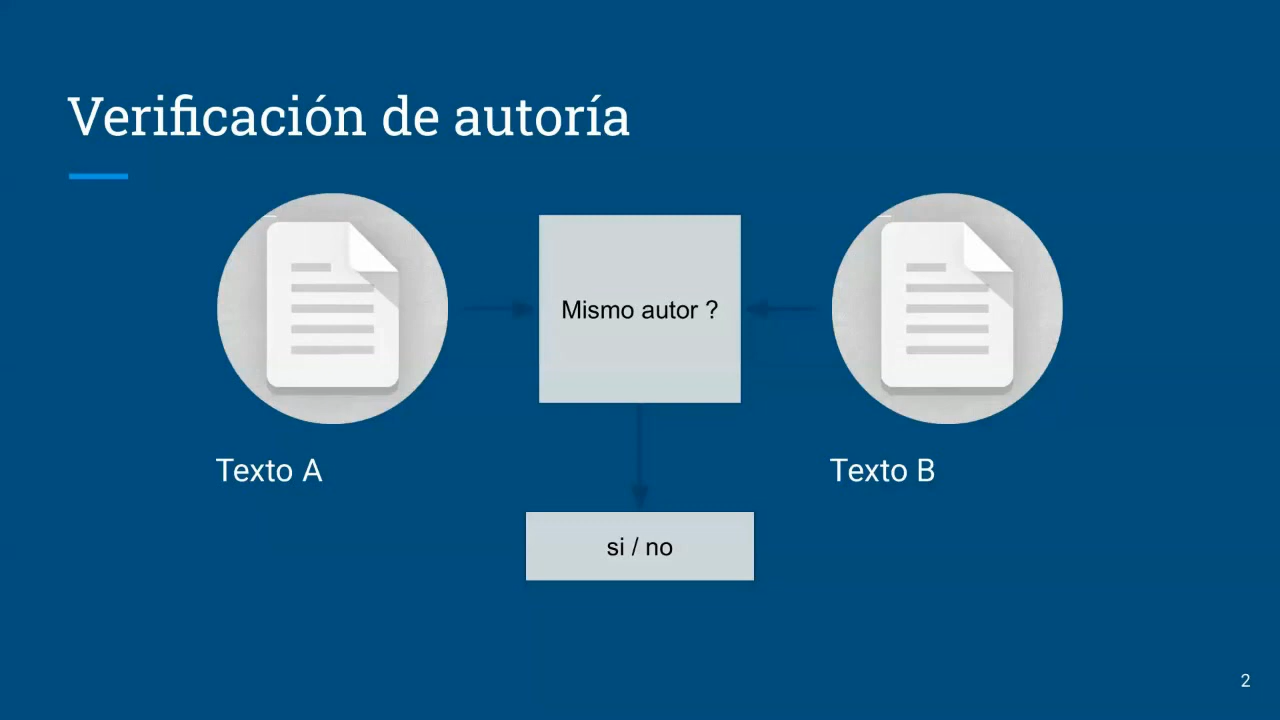 Verificación de autoría
Mismo autor ?
Texto A
Texto B
si / no
2